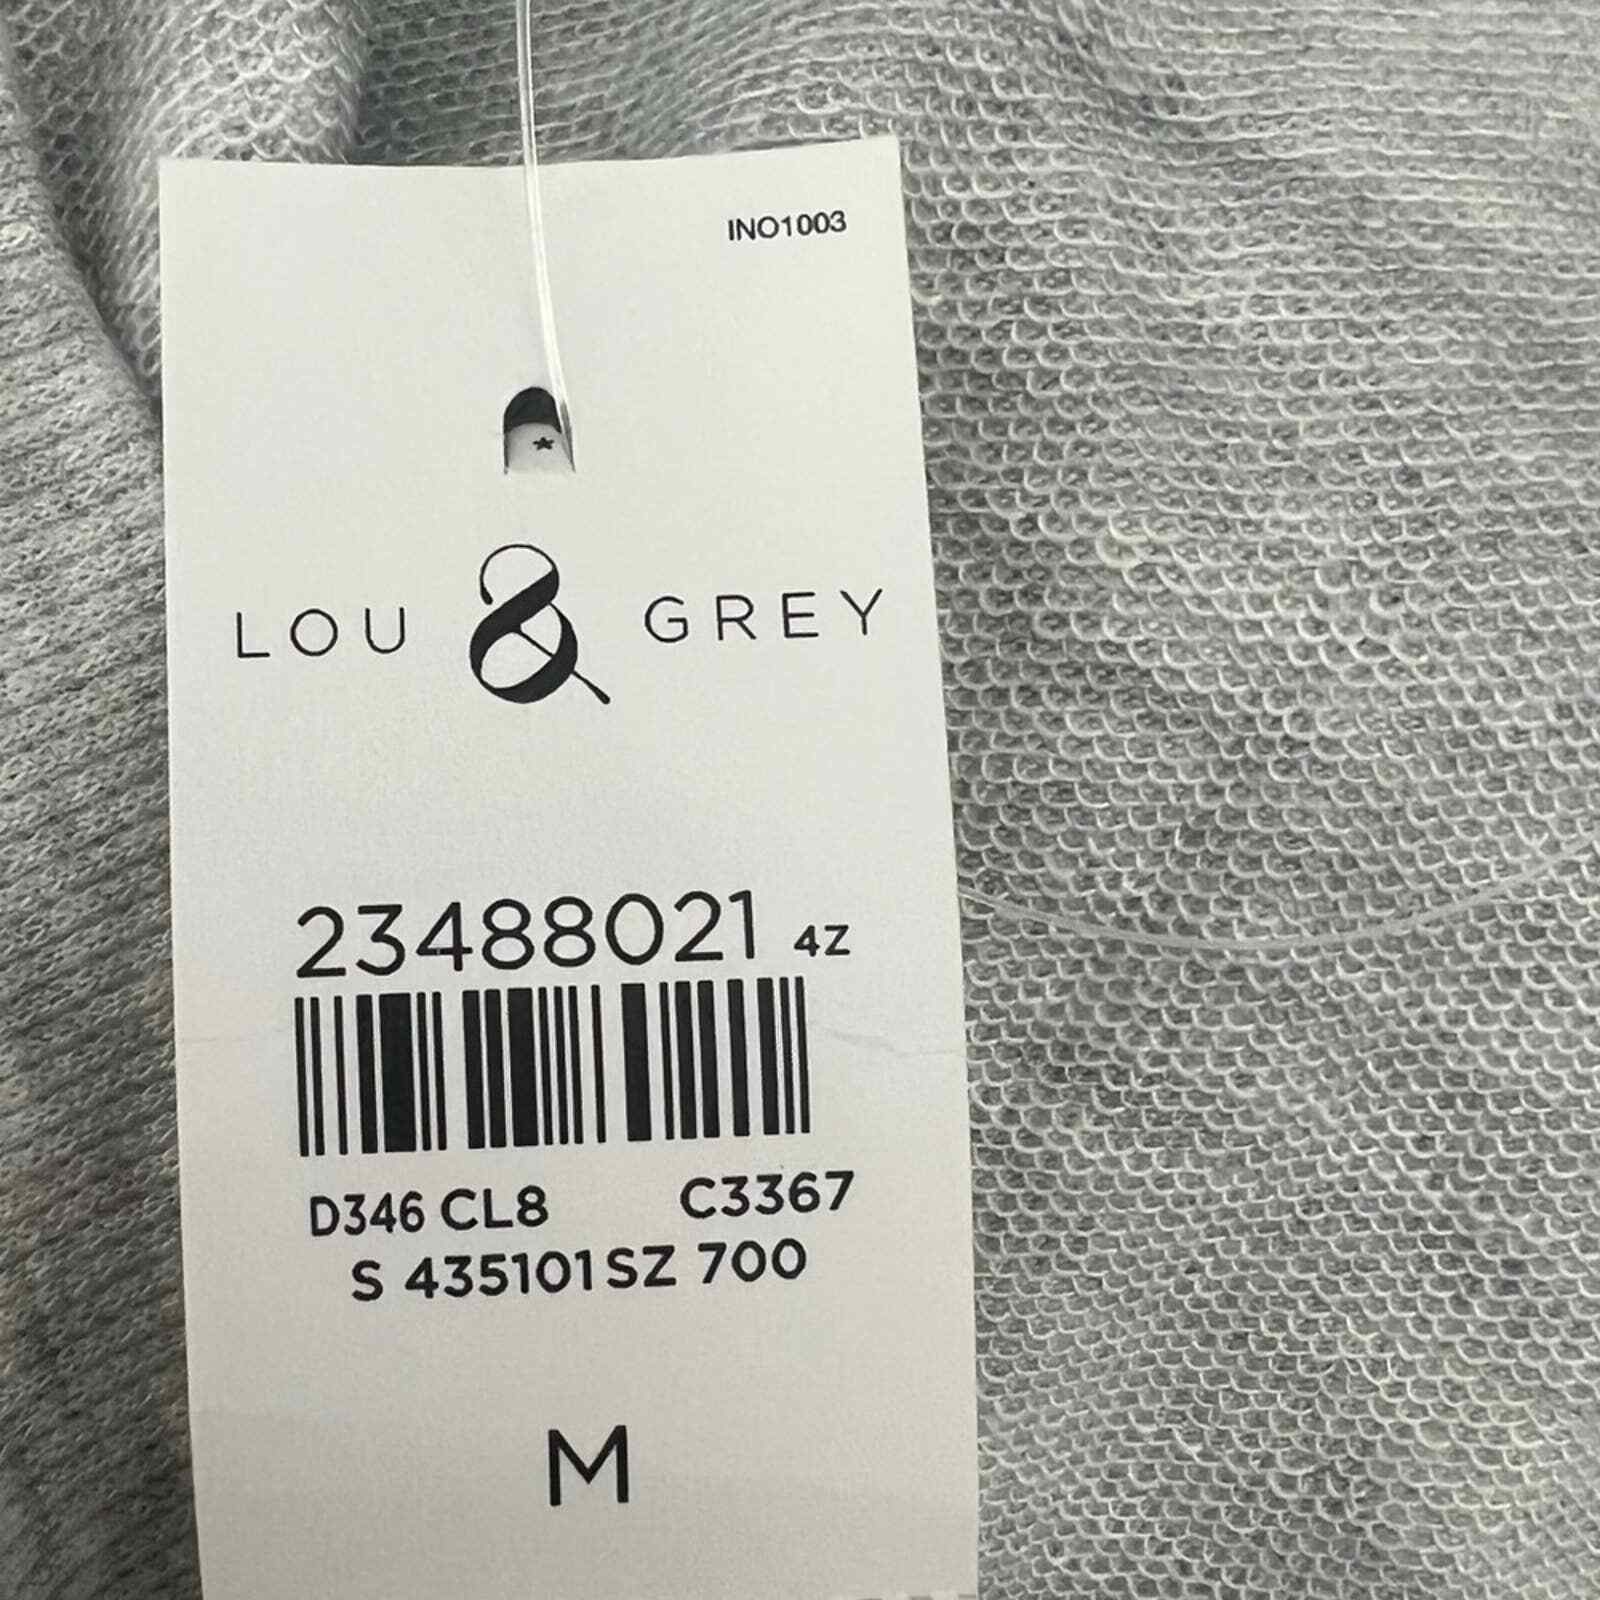 INO1003
LOU & GREY
23488021 4Z
D346 CL8 C3367
S 435101 SZ 700
M